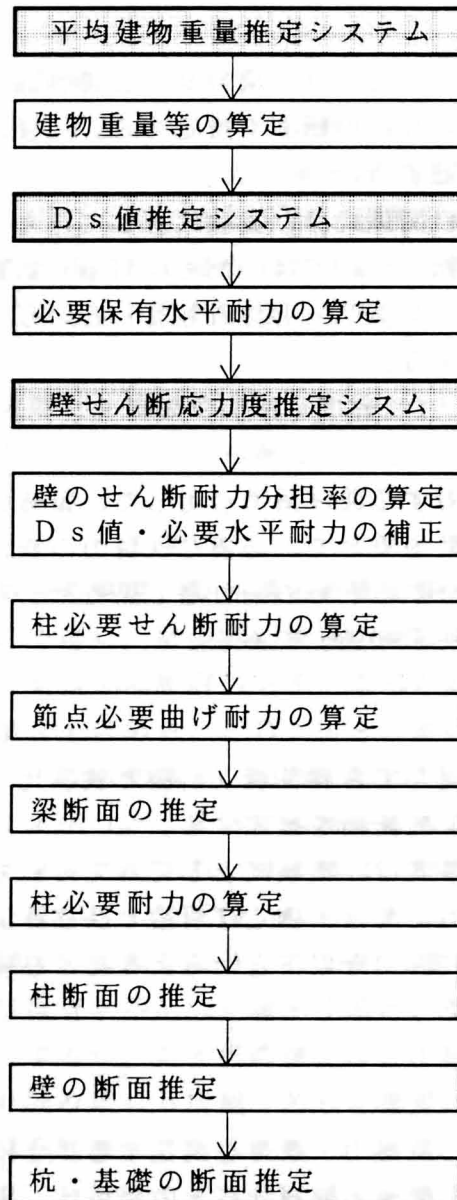 平均建物重量推定システム
建物重量等の算定
Ds値推定システム
必要保有水平耐力の算定
壁せん断応力度推定シスム
壁のせん断耐力分担率の算定
Ds値・必要水平耐力の補正
柱必要せん断耐力の算定
節点必要曲げ耐力の算定
梁断面の推定
柱必要耐力の算定
柱断面の推定
壁の断面推定
杭・基礎の断面推定